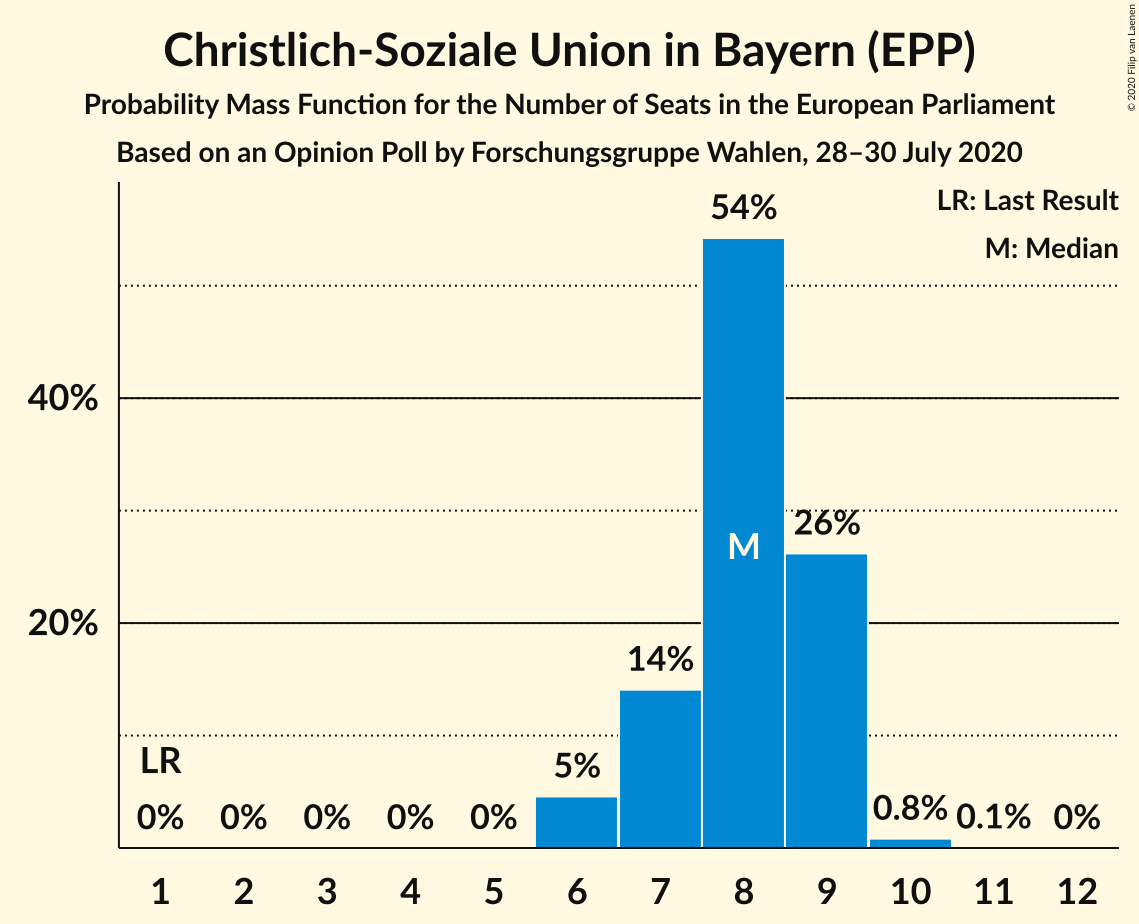 Christlich-Soziale Union in Bayern (EPP)
Probability Mass Function for the Number of Seats in the European Parliament
Based on an Opinion Poll by Forschungsgruppe Wahlen, 28–30 July 2020
© 2020 Filip van Laenen
LR: Last Result
M: Median
54%
40%
26%
M
20%
14%
LR
5%
0% 0% 0% 0% 0% 0.8% 0.1% 0%
1 2 3 4 5 6 7 8 9 10 11 12